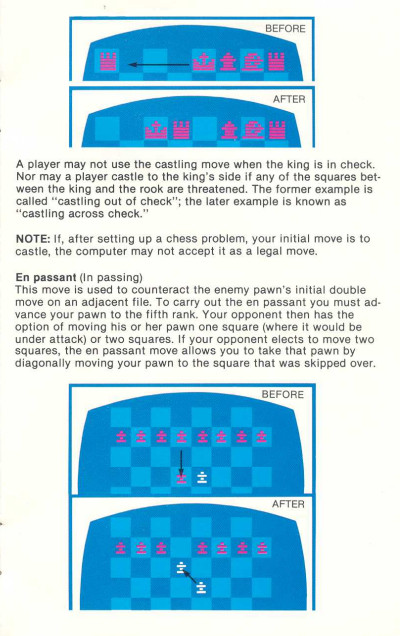 BEFORE
AFTER
A player may not use the castling move when the king is in check.
Nor may a player castle to the king's side if any of the squares bet-
ween the king and the rook are threatened. The former example is
called "castling out of check"; the later example is known as
"castling across check."
NOTE: If, after setting up a chess problem, your initial move is to
castle, the computer may not accept it as a legal move.
En passant (In passing)
This move is used to counteract the enemy pawn's initial double
move on an adjacent file. To carry out the en passant you must ad-
vance your pawn to the fifth rank. Your opponent then has the
option of moving his or her pawn one square (where it would be
under attack) or two squares. If your opponent elects to move two
squares, the en passant move allows you to take that pawn by
diagonally moving your pawn to the square that was skipped over.
BEFORE
AFTER